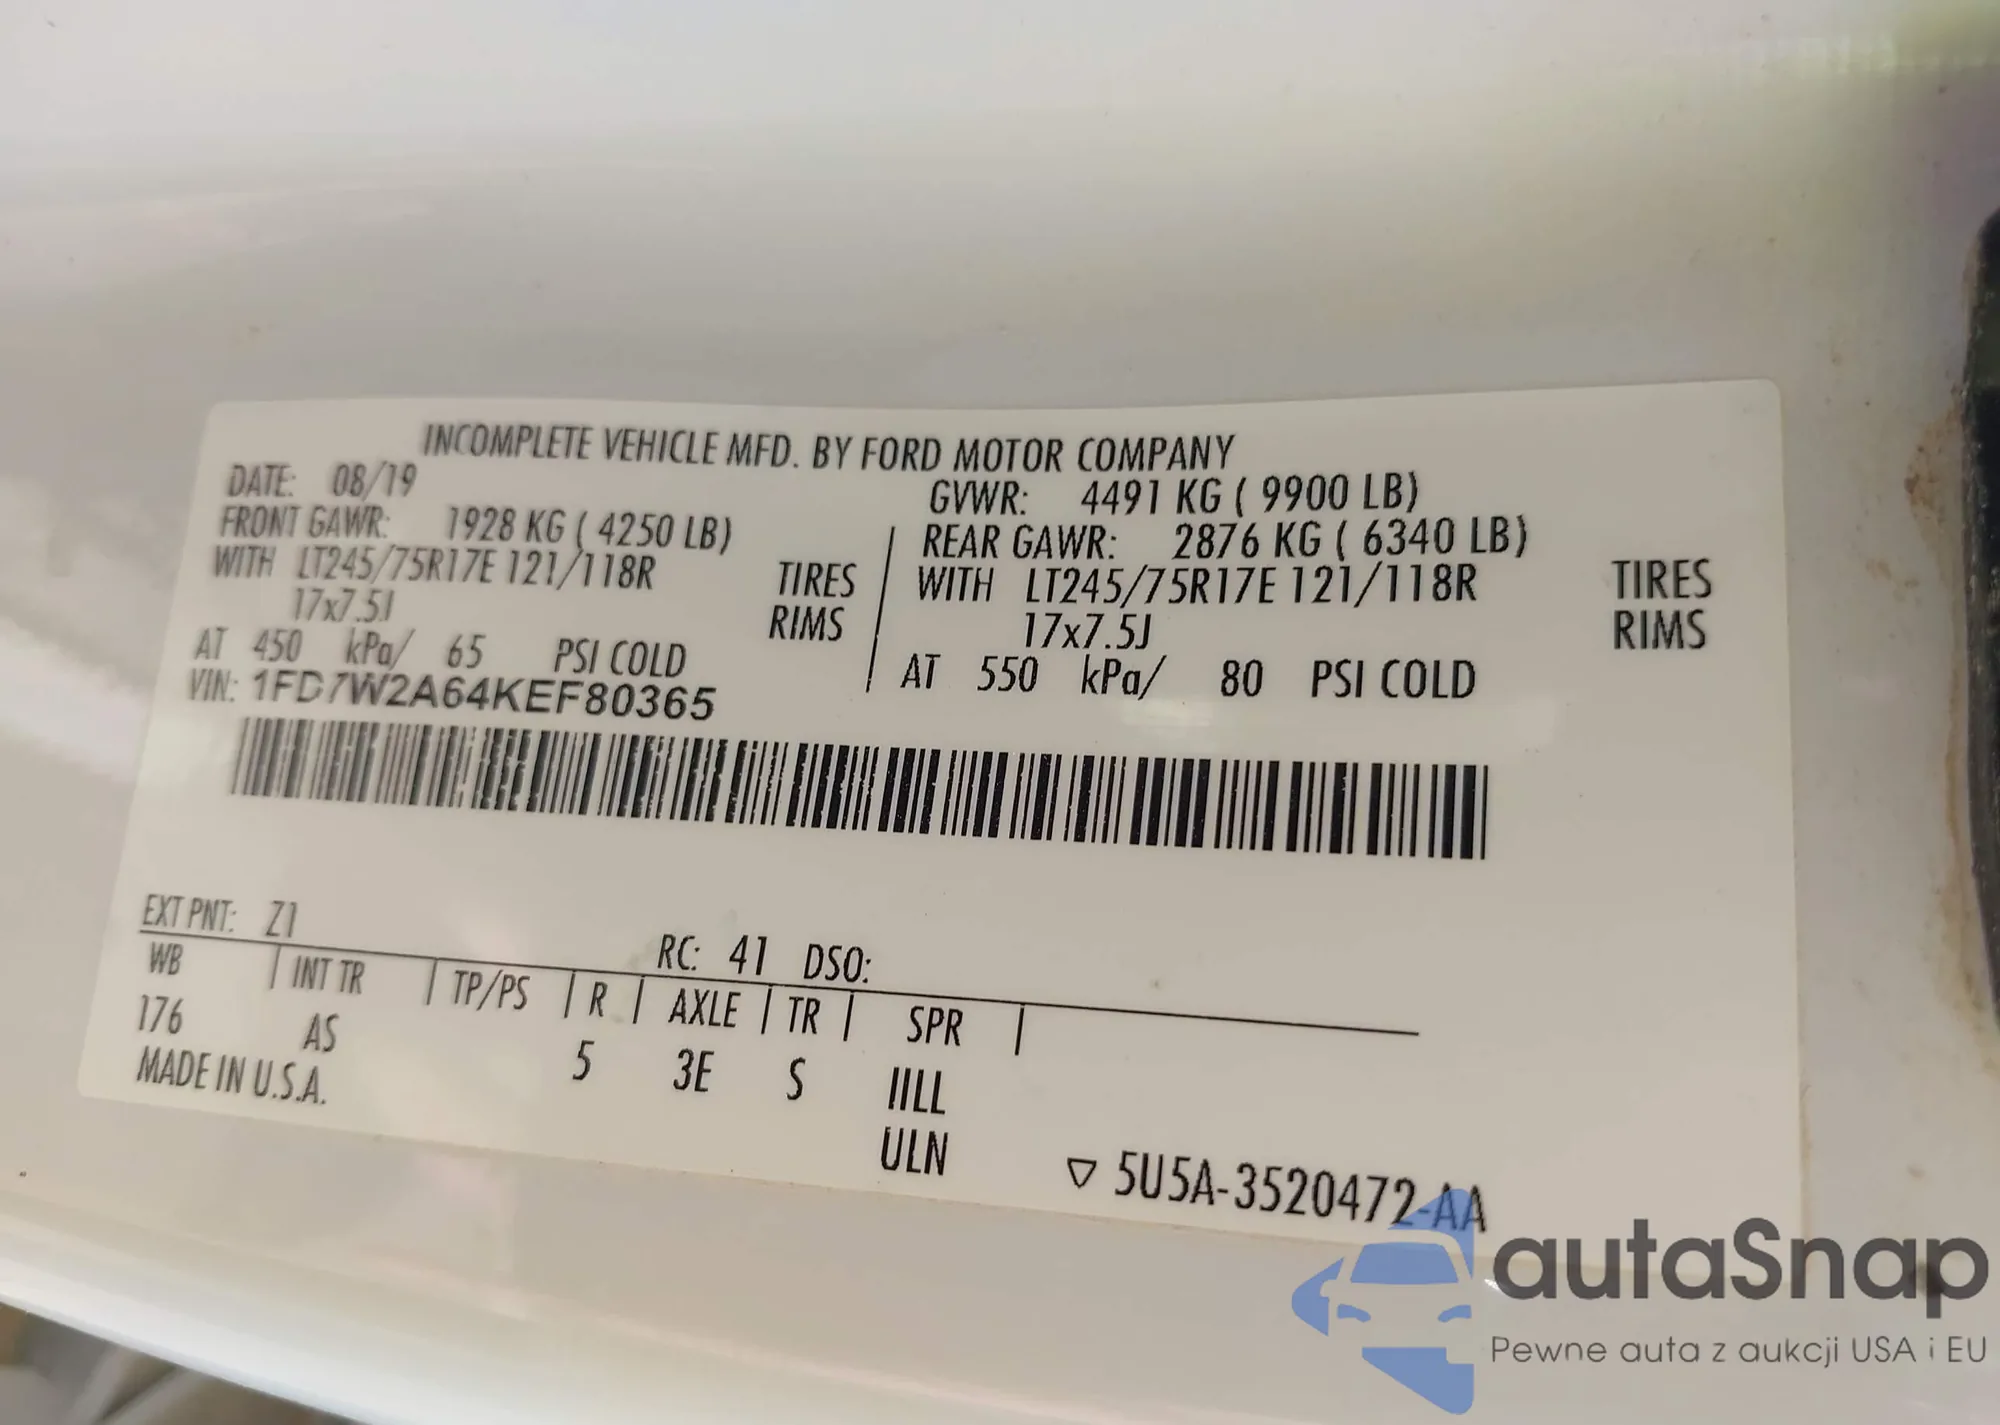 INCOMPLETE VEHICLE MFD. BY FORD MOTOR COMPANY
DATE: 08/19 GVWR: 4491 KG ( 9900 LB)
FRONT GAWR: 1928 KG ( 4250 LB) REAR GAWR: 2876 KG ( 6340 LB)
WITH LT245/75R17E 121/118R TIRES WITH LT245/75R17E 121/118R TIRES
17x7.5J RIMS 17x7.5J RIMS
AT 450 kPa/ 65 PSI COLD AT 550 kPa/ 80 PSI COLD
VIN: 1FD7W2A64KEF80365
EXT PNT: Z1 RC: 41 DSO:
WB INT TR TP/PS R AXLE TR SPR
176 AS 5 3E S IILL
MADE IN U.S.A. ULN
▽ 5U5A-3520472-AA
autaSnap
Pewne auta z aukcji USA i EU